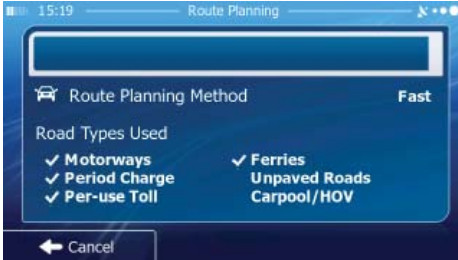 15:19 Route Planning
Route Planning Method Fast
Road Types Used
✓ Motorways ✓ Ferries
✓ Period Charge Unpaved Roads
✓ Per-use Toll Carpool/HOV
Cancel